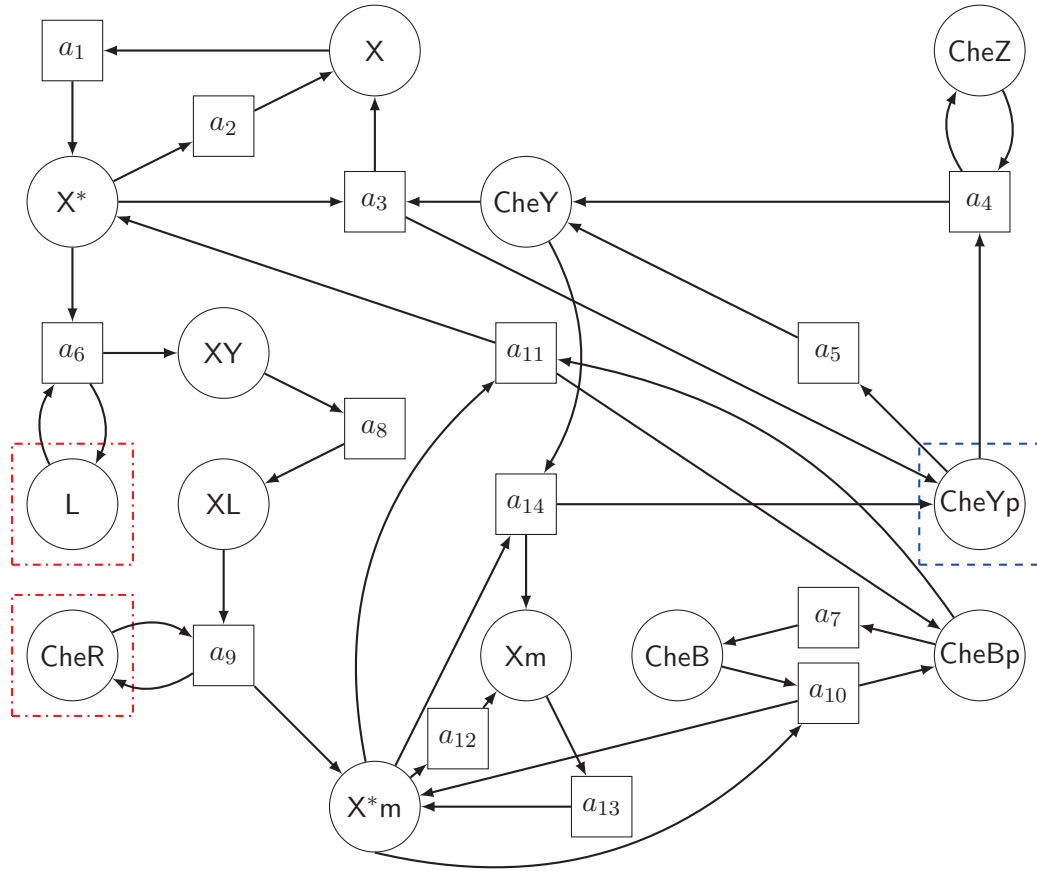 a₁
X
CheZ
a₂
X*
a₃
CheY
a₄
a₆
XY
a₁₁
a₅
a₈
L
XL
a₁₄
CheYp
CheR
a₉
Xm
CheB
a₇
CheBp
a₁₀
a₁₂
X*m
a₁₃